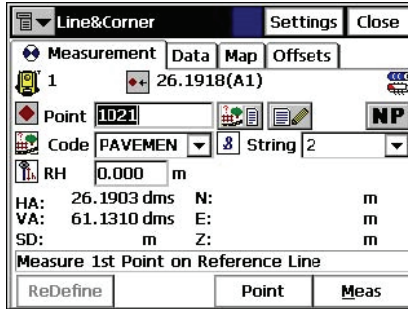 Line&Corner Settings Close
Measurement Data Map Offsets
1 26.1918(A1)
Point 1021 NP
Code PAVEMEN 8 String 2
RH 0.000 m
HA: 26.1903 dms N: m
VA: 61.1310 dms E: m
SD: m Z: m
Measure 1st Point on Reference Line
ReDefine Point Meas